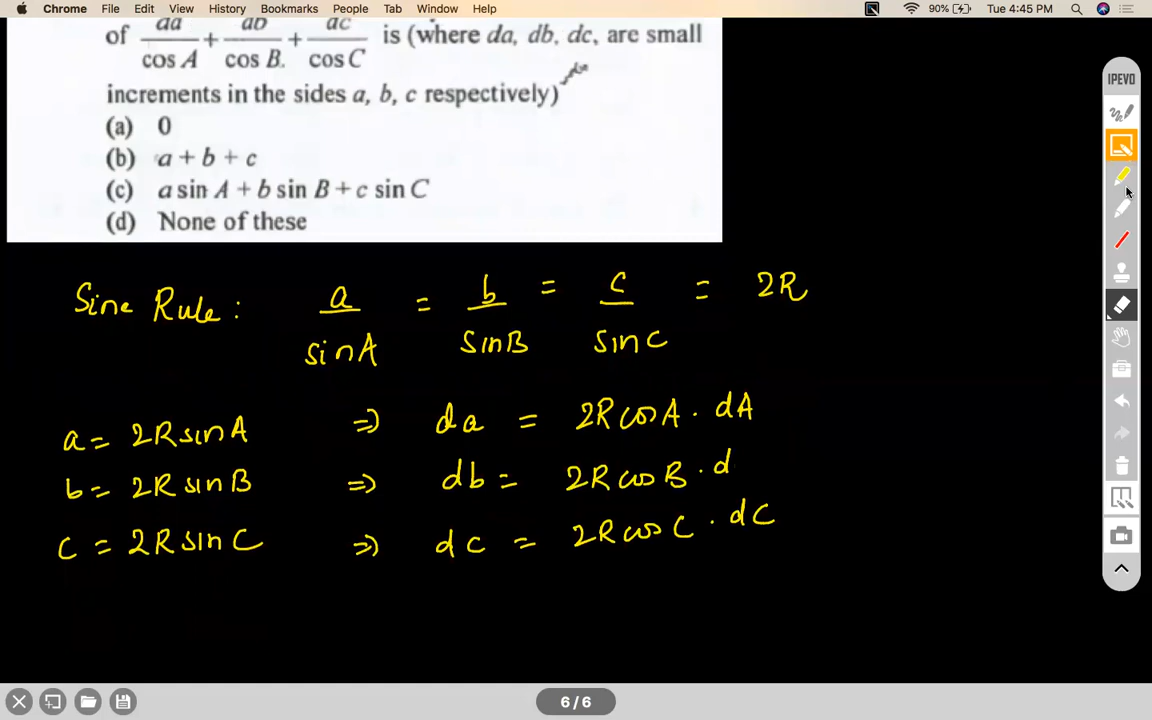 Chrome File Edit View History Bookmarks People Tab Window Help 90% Tue 4:45 PM
of da/cos A + db/cos B. + dc/cos C is (where da, db, dc, are small
increments in the sides a, b, c respectively)
(a) 0
(b) a + b + c
(c) a sin A + b sin B + c sin C
(d) None of these
IPEVO
Sine Rule: a/sinA = b/sinB = c/sinC = 2R
a = 2R sinA ⇒ da = 2R cosA · dA
b = 2R sinB ⇒ db = 2R cosB · d
c = 2R sinC ⇒ dc = 2R cosC · dC
6/6